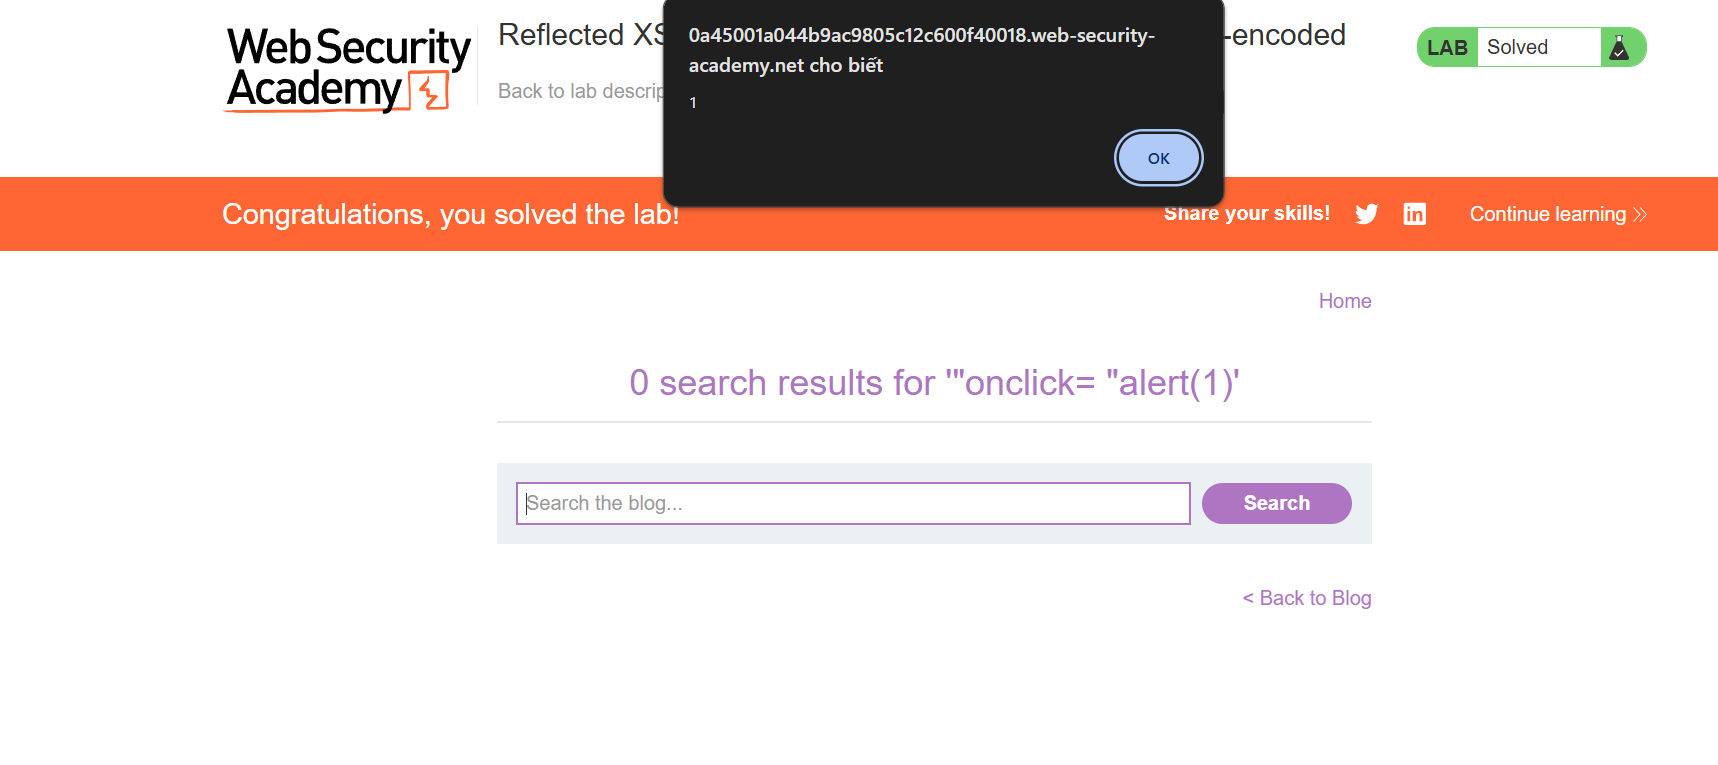 Web Security
Academy
Reflected XS
-encoded
Back to lab descrip
0a45001a044b9ac9805c12c600f40018.web-security-
academy.net cho biết
1
OK
LAB Solved
Congratulations, you solved the lab!
Share your skills!
Continue learning
Home
0 search results for '"onclick= "alert(1)'
Search the blog...
Search
< Back to Blog